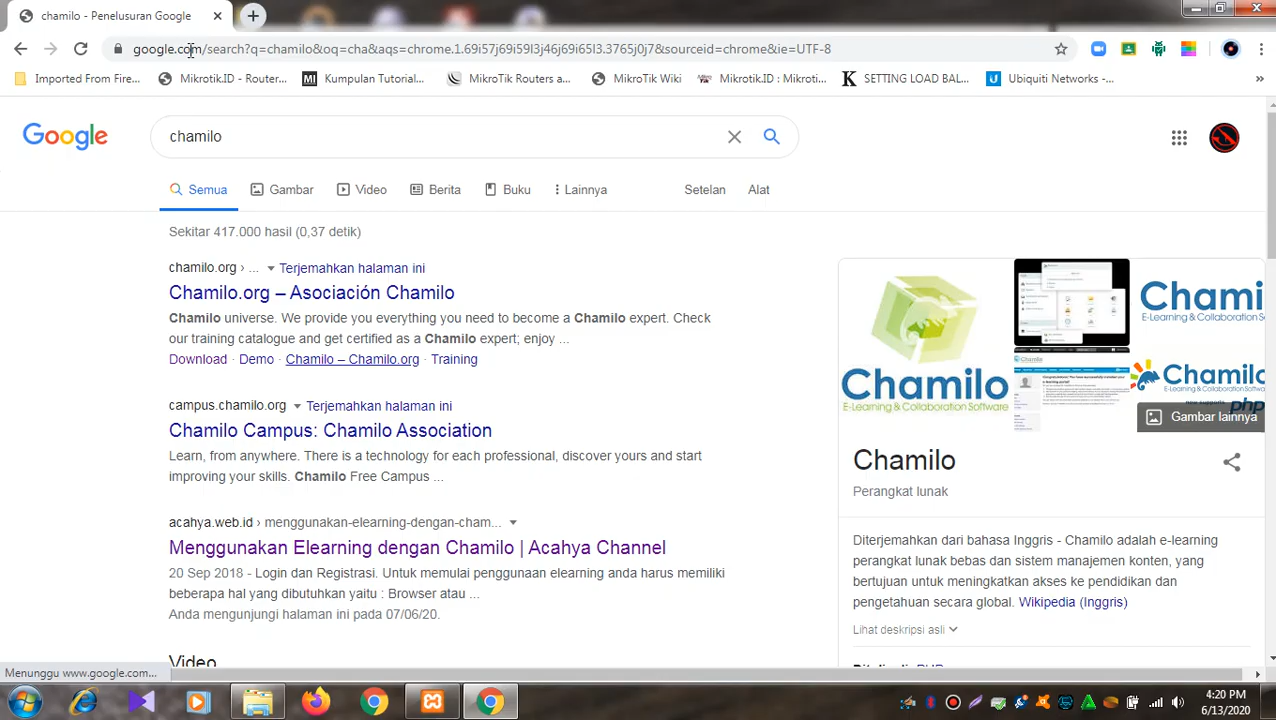 chamilo - Penelusuran Google
google.com/search?q=chamilo&oq=cha&aqs=chrome.1.69i57j69i59l3j46j69i65l3.3765j0j7&sourceid=chrome&ie=UTF-8
Imported From Fire... Mikrotik.ID - Router... Kumpulan Tutorial... MikroTik Routers a... MikroTik Wiki Mikrotik.ID : Mikroti... SETTING LOAD BAL... Ubiquiti Networks -... »
Google chamilo
Semua Gambar Video Berita Buku Lainnya Setelan Alat
Sekitar 417.000 hasil (0,37 detik)
chamilo.org › ... Terjemahkan halaman ini
Chamilo.org – Asociacion Chamilo
Chamilo universe. We provide you everything you need to become a Chamilo expert. Check
our training catalogue and get certified as a Chamilo expert; enjoy ...
Download · Demo · Chamilo LMS · Training
campus.chamilo.org Terjemahkan halaman ini
Chamilo Campus: Chamilo Association
Learn, from anywhere. There is a technology for each professional, discover yours and start
improving your skills. Chamilo Free Campus ...
acahya.web.id › menggunakan-elearning-dengan-cham...
Menggunakan Elearning dengan Chamilo | Acahya Channel
20 Sep 2018 - Login dan Registrasi. Untuk memulai penggunaan elearning anda harus memiliki
beberapa hal yang dibutuhkan yaitu : Browser atau ...
Anda mengunjungi halaman ini pada 07/06/20.
Video
Chamilo
E-Learning & Collaboration Software
Chami
E-Learning & Collaboration So
Chamilo
E-Learning & Collaboration Software
Gambar lainnya
Chamilo
Perangkat lunak
Diterjemahkan dari bahasa Inggris - Chamilo adalah e-learning
perangkat lunak bebas dan sistem manajemen konten, yang
bertujuan untuk meningkatkan akses ke pendidikan dan
pengetahuan secara global. Wikipedia (Inggris)
Lihat deskripsi asli
Menunggu www.google.com...
4:20 PM
6/13/2020